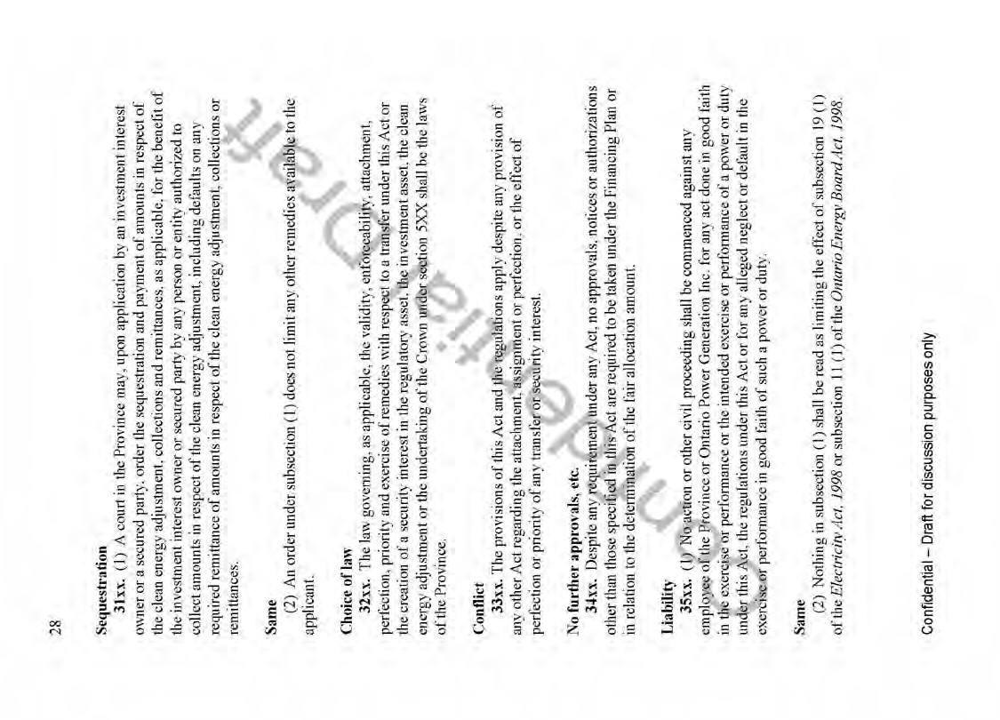 28
Sequestration
31xx. (1) A court in the Province may, upon application by an investment interest
owner or a secured party, order the sequestration and payment of amounts in respect of
the clean energy adjustment, collections and remittances, as applicable, for the benefit of
the investment interest owner or secured party by any person or entity authorized to
collect amounts in respect of the clean energy adjustment, including defaults on any
required remittance of amounts in respect of the clean energy adjustment, collections or
remittances.
Same
(2) An order under subsection (1) does not limit any other remedies available to the
applicant.
Choice of law
32xx. The law governing, as applicable, the validity, enforceability, attachment,
perfection, priority and exercise of remedies with respect to a transfer under this Act or
the creation of a security interest in the regulatory asset, the investment asset, the clean
energy adjustment or the undertaking of the Crown under section 5XX shall be the laws
of the Province.
Conflict
33xx. The provisions of this Act and the regulations apply despite any provision of
any other Act regarding the attachment, assignment or perfection, or the effect of
perfection or priority of any transfer or security interest.
No further approvals, etc.
34xx. Despite any requirement under any Act, no approvals, notices or authorizations
other than those specified in this Act are required to be taken under the Financing Plan or
in relation to the determination of the fair allocation amount.
Liability
35xx. (1) No action or other civil proceeding shall be commenced against any
employee of the Province or Ontario Power Generation Inc. for any act done in good faith
in the exercise or performance or the intended exercise or performance of a power or duty
under this Act, the regulations under this Act or for any alleged neglect or default in the
exercise or performance in good faith of such a power or duty.
Same
(2) Nothing in subsection (1) shall be read as limiting the effect of subsection 19 (1)
of the Electricity Act, 1998 or subsection 11 (1) of the Ontario Energy Board Act, 1998.
Confidential – Draft for discussion purposes only
Confidential Draft